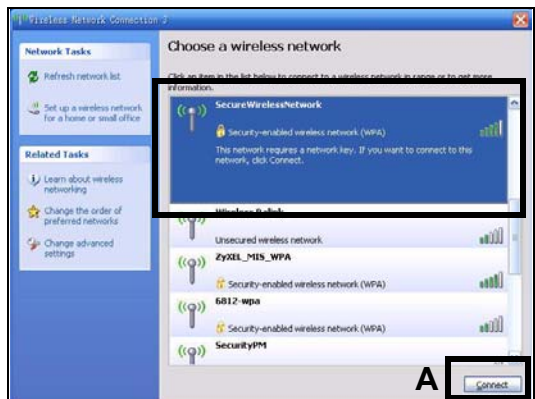 Wireless Network Connection 3
Network Tasks
Refresh network list
Set up a wireless network
for a home or small office
Related Tasks
Learn about wireless
networking
Change the order of
preferred networks
Change advanced
settings
Choose a wireless network
Click an item in the list below to connect to a wireless network in range or to get more
information.
SecureWirelessNetwork
Security-enabled wireless network (WPA)
This network requires a network key. If you want to connect to this
network, click Connect.
Wireless
Unsecured wireless network
ZyXEL_MIS_WPA
Security-enabled wireless network (WPA)
6812-wpa
Security-enabled wireless network (WPA)
SecurityPM
A
Connect